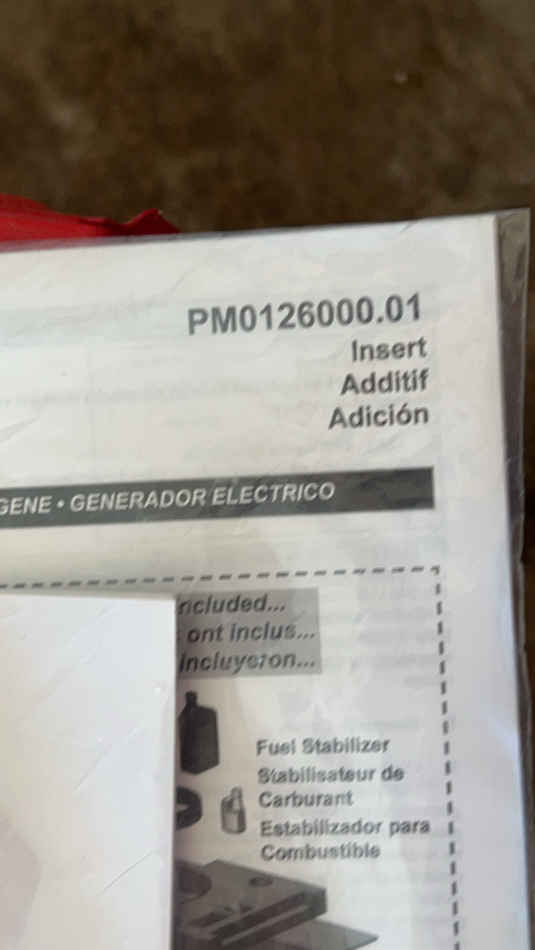 PM0126000.01
Insert
Additif
Adición
GENE • GENERADOR ELECTRICO
ncluded...
ont inclus...
incluyeron...
Fuel Stabilizer
Stabilisateur de
Carburant
Estabilizador para
Combustible